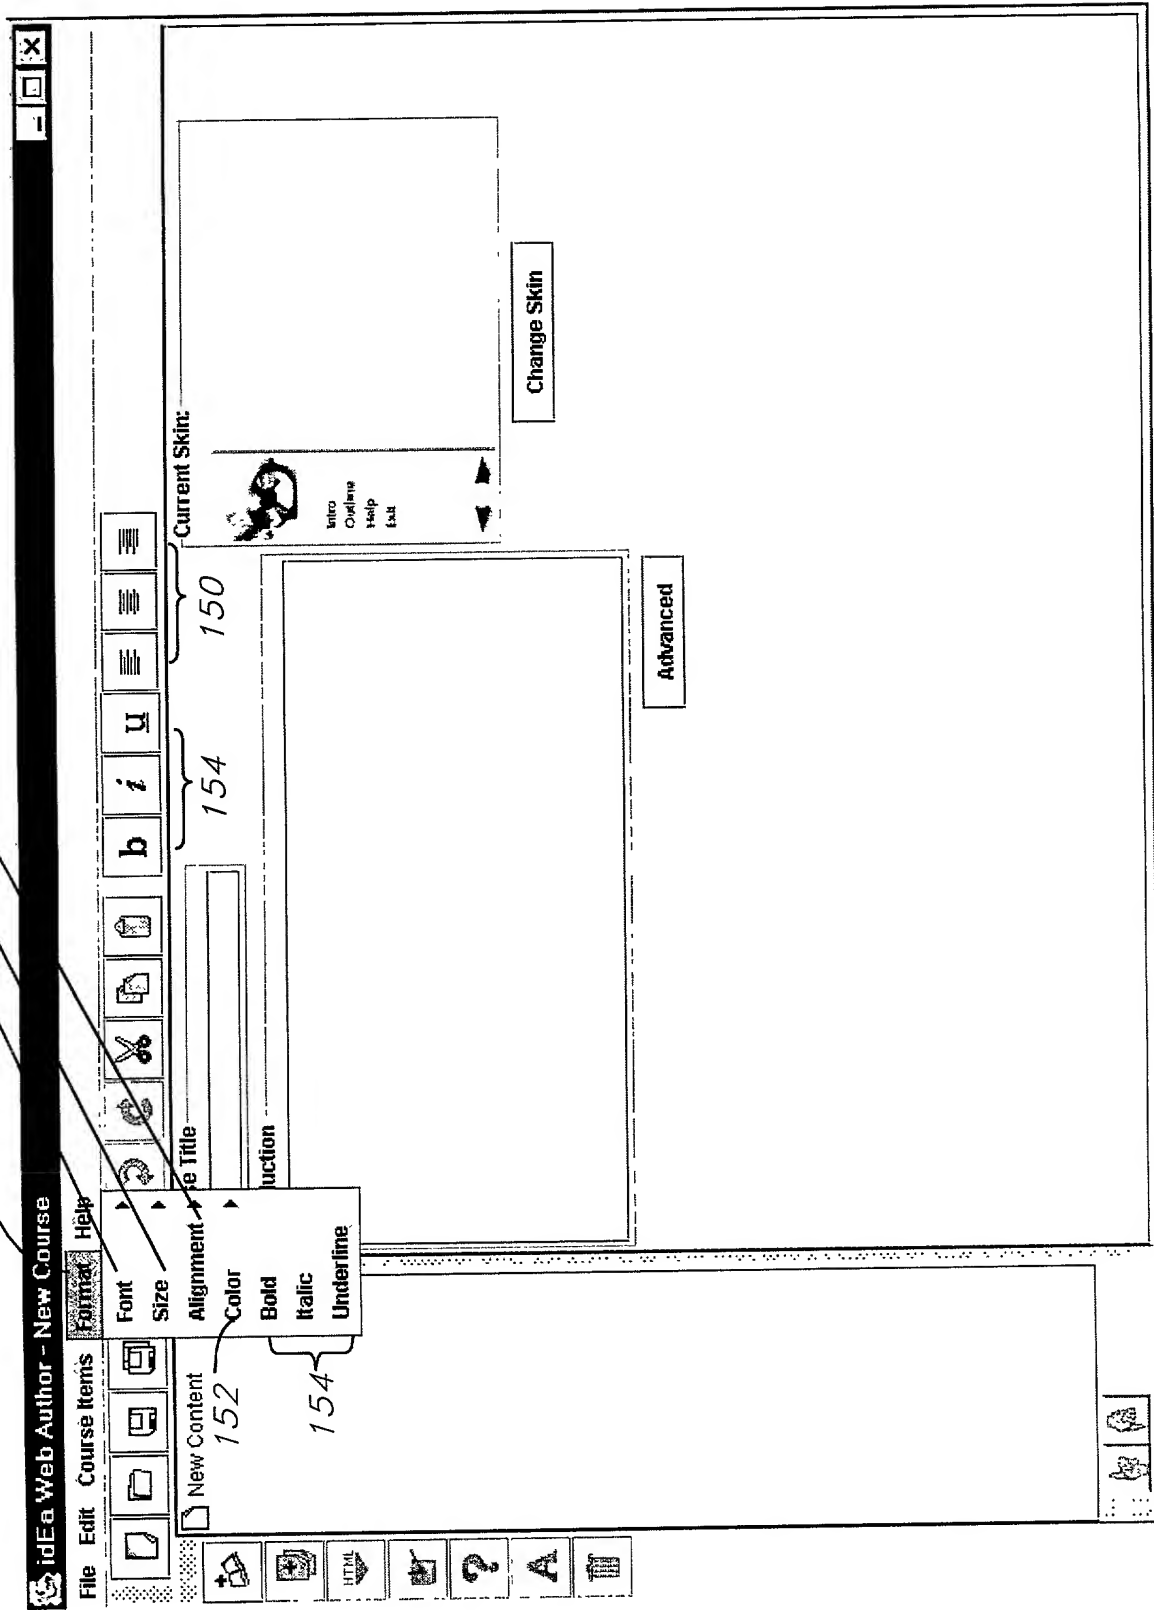 idEa Web Author - New Course
File Edit Course Items Format Help
b i u
Font
Size
Alignment
Color
Bold
Italic
Underline
152
154
154
150
New Content
se Title
uction
Current Skin:
Intro
Outline
Help
Exit
Change Skin
Advanced
HTML
?
A